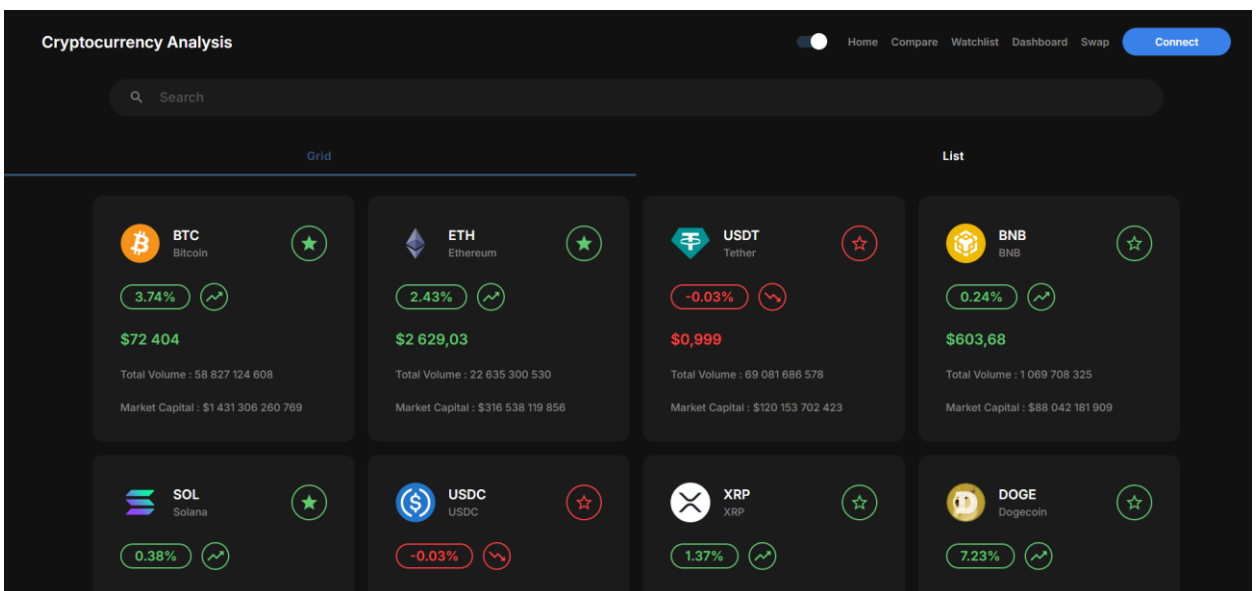 Cryptocurrency Analysis
Home Compare Watchlist Dashboard Swap Connect
Search
Grid List
BTC
Bitcoin
3.74%
$72 404
Total Volume : 58 827 124 608
Market Capital : $1 431 306 260 769
ETH
Ethereum
2.43%
$2 629,03
Total Volume : 22 635 300 530
Market Capital : $316 538 119 856
USDT
Tether
-0.03%
$0,999
Total Volume : 69 081 686 578
Market Capital : $120 153 702 423
BNB
BNB
0.24%
$603,68
Total Volume : 1 069 708 325
Market Capital : $88 042 181 909
SOL
Solana
0.38%
USDC
USDC
-0.03%
XRP
XRP
1.37%
DOGE
Dogecoin
7.23%